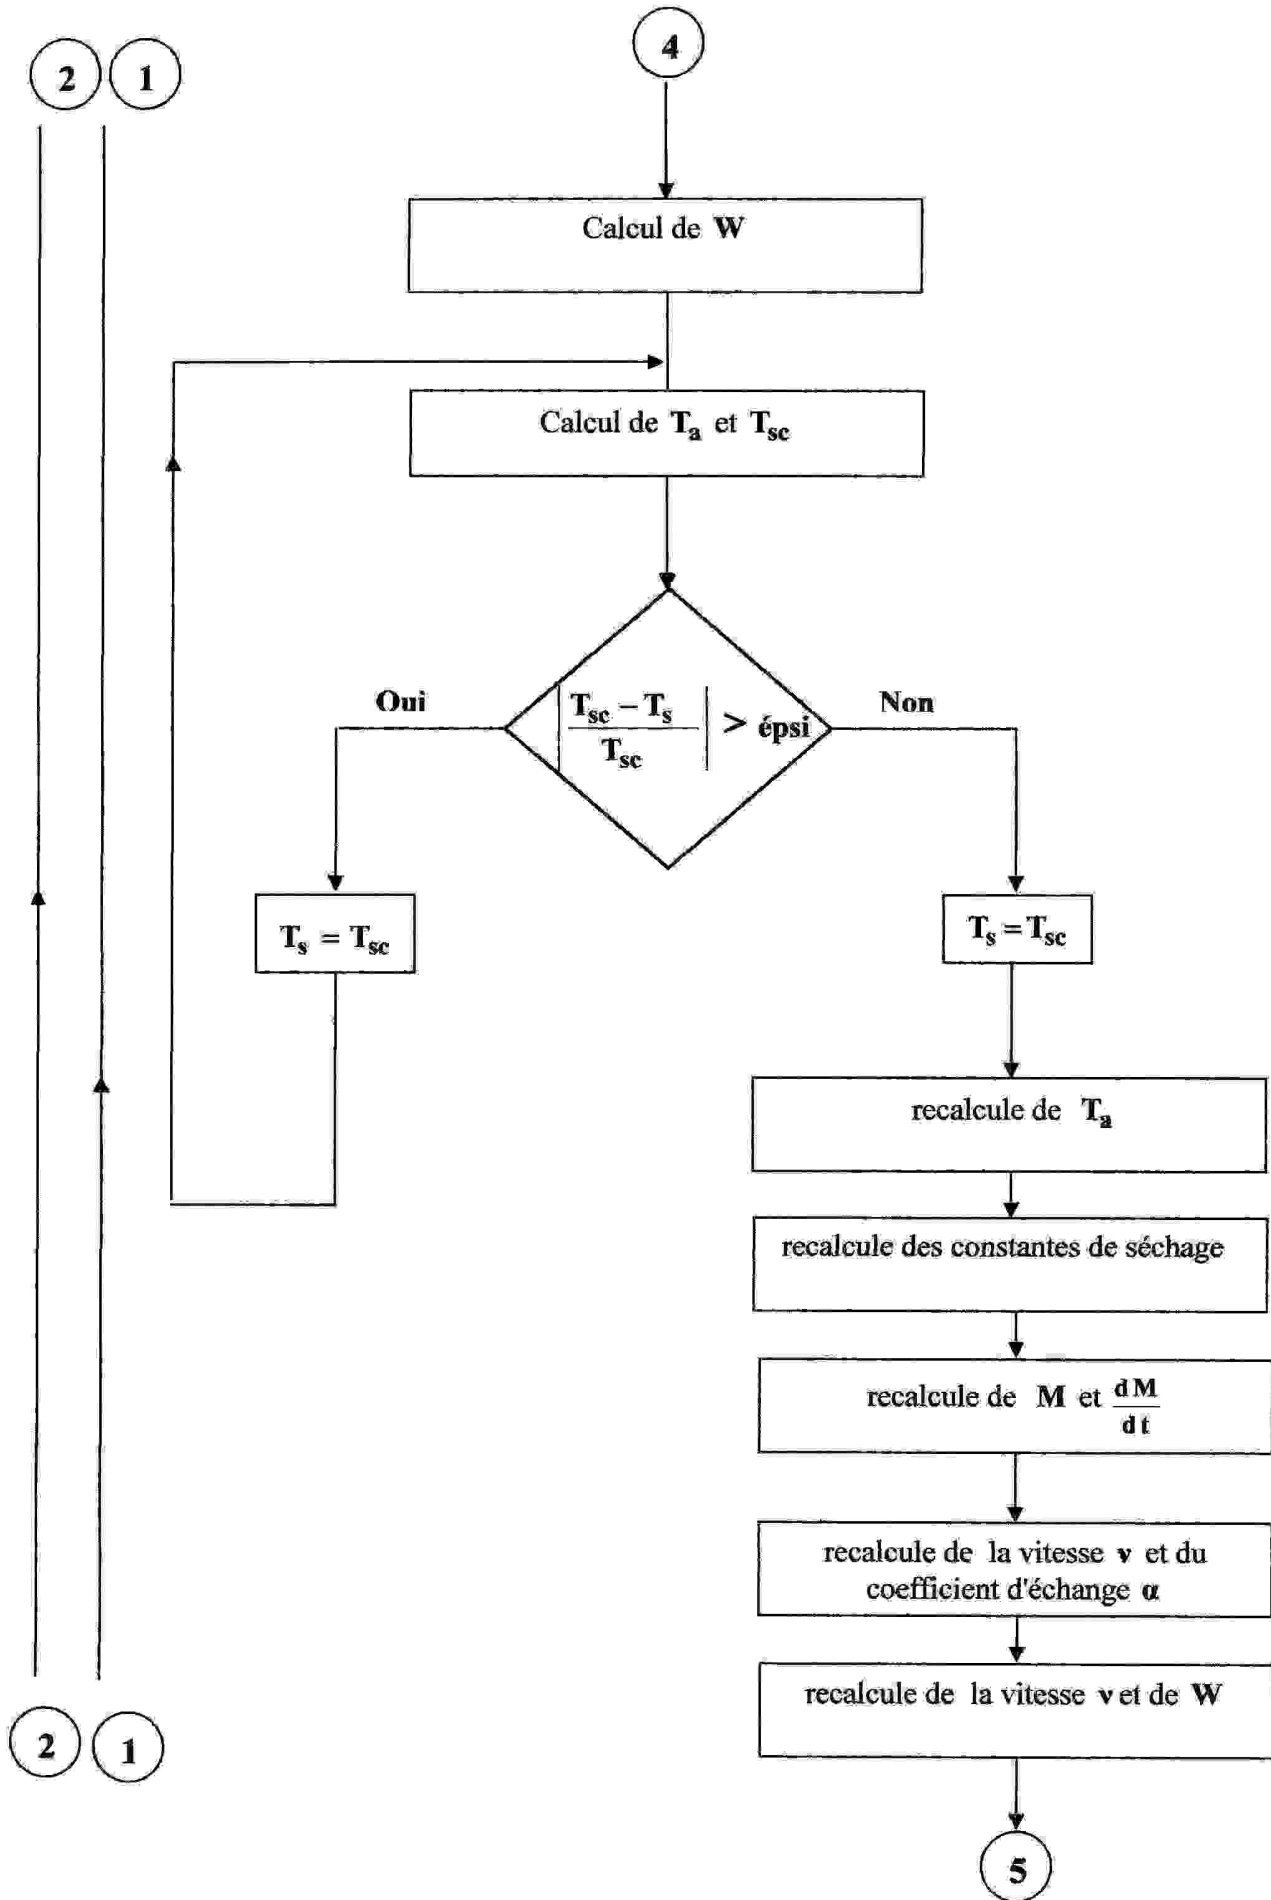 2 1
4
Calcul de W
Calcul de Ta et Tsc
Oui
| (Tsc – Ts) / Tsc | > épsi
Non
Ts = Tsc
Ts = Tsc
recalcule de Ta
recalcule des constantes de séchage
recalcule de M et dM/dt
recalcule de la vitesse v et du
coefficient d'échange α
recalcule de la vitesse v et de W
2 1
5